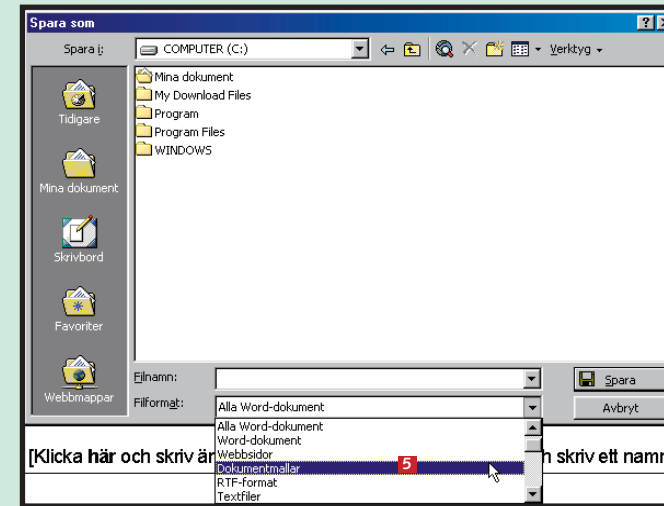 Spara som
Spara i: COMPUTER (C:) Verktyg
Tidigare
Mina dokument
Skrivbord
Favoriter
Webbmappar
Mina dokument
My Download Files
Program
Program Files
WINDOWS
Filnamn:
Spara
Filformat: Alla Word-dokument
Avbryt
Alla Word-dokument
Word-dokument
Webbsidor
Dokumentmallar 5
RTF-format
Textfiler
[Klicka här och skriv skriv ett